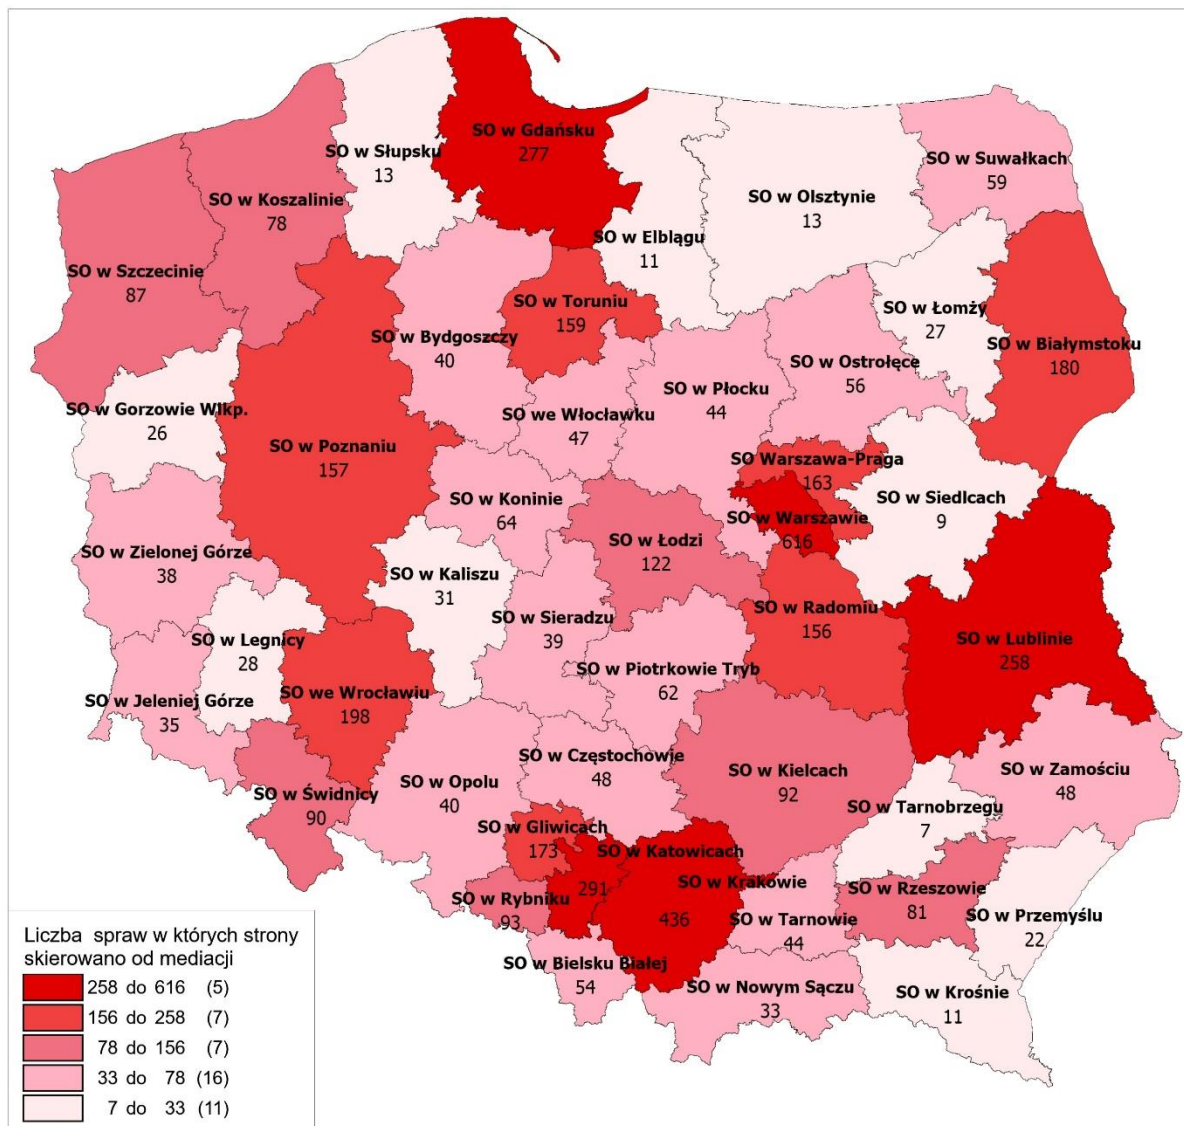 SO w Gdańsku
277
SO w Słupsku
13
SO w Suwałkach
59
SO w Koszalinie
78
SO w Olsztynie
13
SO w Elblągu
11
SO w Szczecinie
87
SO w Toruniu
159
SO w Łomży
27
SO w Bydgoszczy
40
SO w Białymstoku
180
SO w Ostrołęce
56
SO w Płocku
44
SO w Gorzowie Wlkp.
26
SO we Włocławku
47
SO w Poznaniu
157
SO Warszawa-Praga
163
SO w Koninie
64
SO w Siedlcach
9
SO w Warszawie
616
SO w Łodzi
122
SO w Zielonej Górze
38
SO w Kaliszu
31
SO w Radomiu
156
SO w Sieradzu
39
SO w Legnicy
28
SO w Lublinie
258
SO w Piotrkowie Tryb
62
SO we Wrocławiu
198
SO w Jeleniej Górze
35
SO w Częstochowie
48
SO w Kielcach
92
SO w Zamościu
48
SO w Opolu
40
SO w Świdnicy
90
SO w Tarnobrzegu
7
SO w Gliwicach
173
SO w Katowicach
291
SO w Krakowie
436
SO w Rzeszowie
81
SO w Rybniku
93
SO w Tarnowie
44
SO w Przemyślu
22
SO w Bielsku Białej
54
SO w Nowym Sączu
33
SO w Krośnie
11
Liczba spraw w których strony
skierowano od mediacji
258 do 616 (5)
156 do 258 (7)
78 do 156 (7)
33 do 78 (16)
7 do 33 (11)